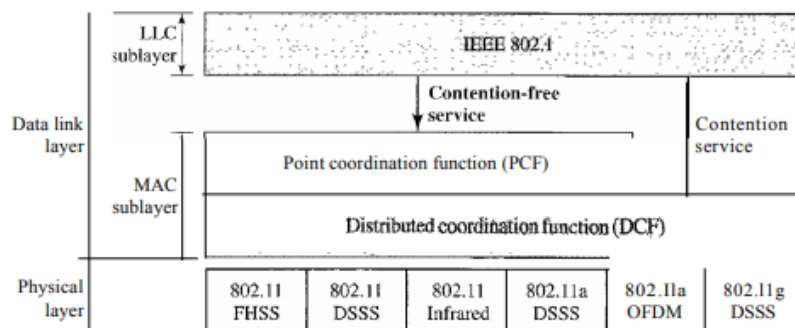 LLC
sublayer
IEEE 802.1
Contention-free
service
Data link
layer
Contention
service
Point coordination function (PCF)
MAC
sublayer
Distributed coordination function (DCF)
Physical
layer
802.11
FHSS
802.11
DSSS
802.11
Infrared
802.11a
DSSS
802.11a
OFDM
802.11g
DSSS